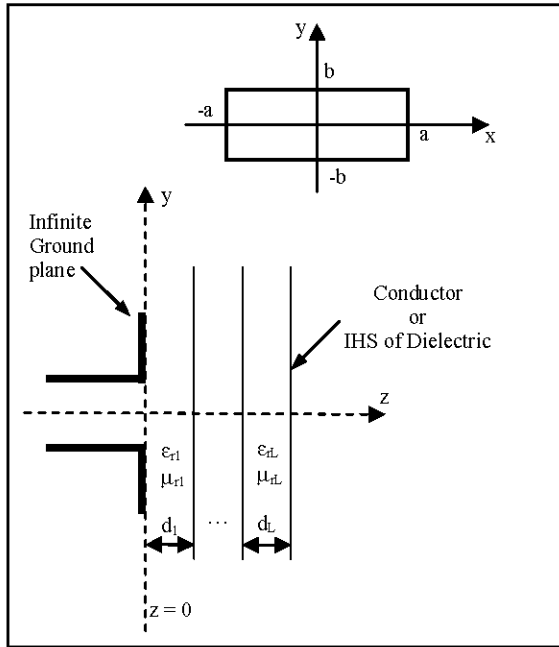 y
b
-a
a
x
-b
y
Infinite
Ground
plane
Conductor
or
IHS of Dielectric
z
εr1
εrL
μr1
μrL
d1
...
dL
z = 0